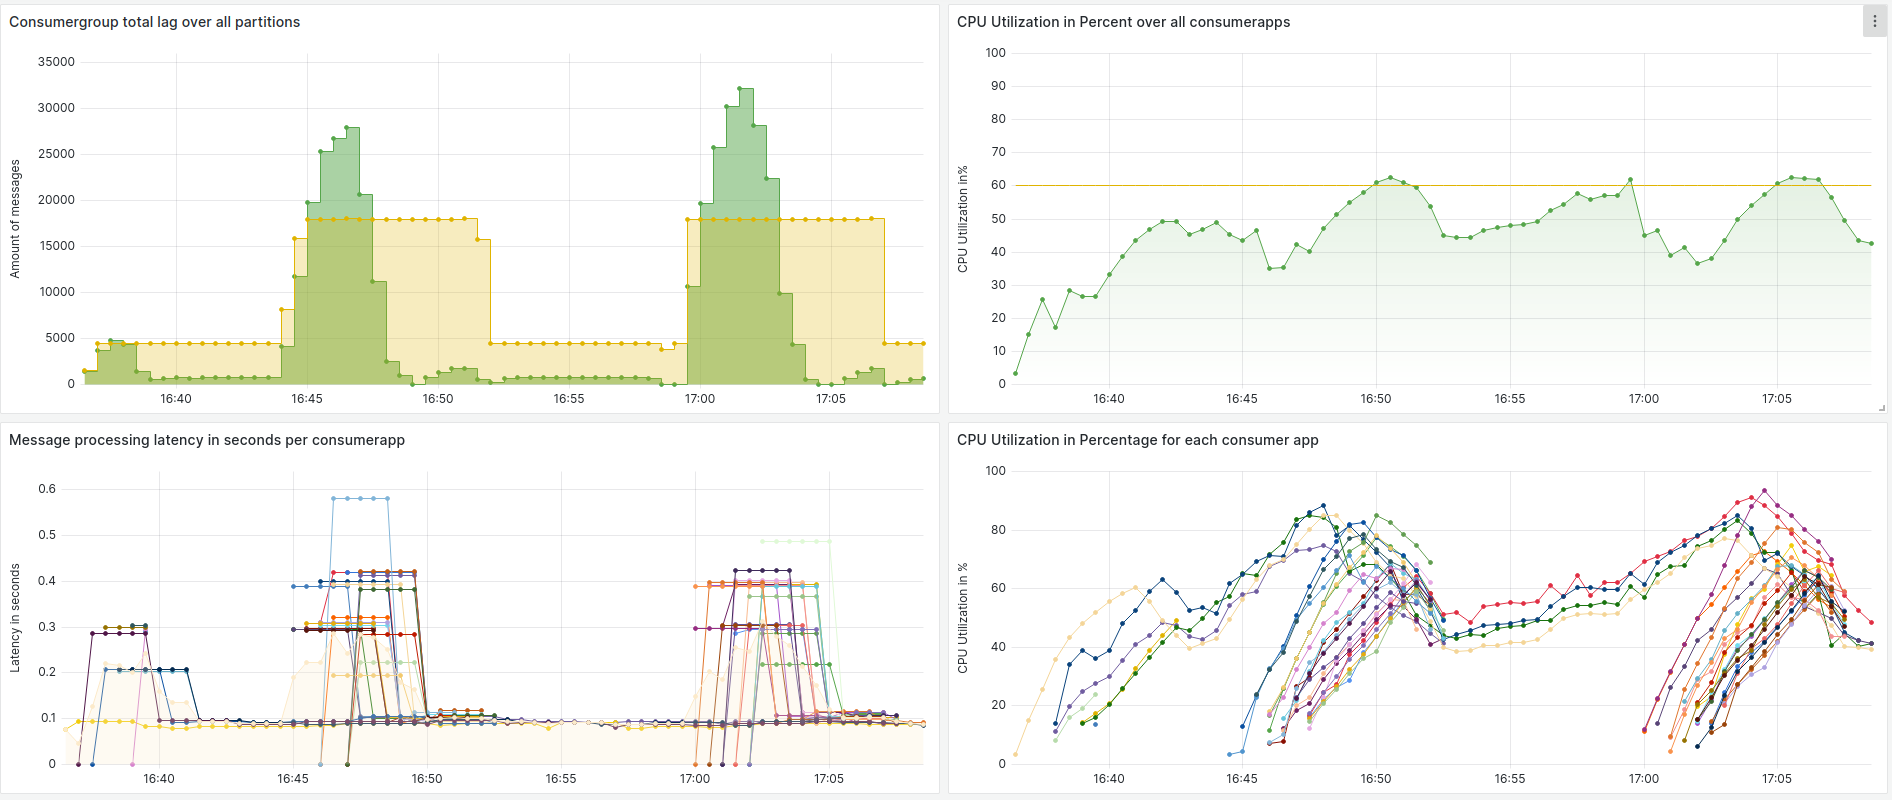 Consumergroup total lag over all partitions
Amount of messages
35000
30000
25000
20000
15000
10000
5000
0
16:40 16:45 16:50 16:55 17:00 17:05
CPU Utilization in Percent over all consumerapps
CPU Utilization in%
100
90
80
70
60
50
40
30
20
10
0
16:40 16:45 16:50 16:55 17:00 17:05
Message processing latency in seconds per consumerapp
Latency in seconds
0.6
0.5
0.4
0.3
0.2
0.1
0
16:40 16:45 16:50 16:55 17:00 17:05
CPU Utilization in Percentage for each consumer app
CPU Utilization in %
100
80
60
40
20
0
16:40 16:45 16:50 16:55 17:00 17:05